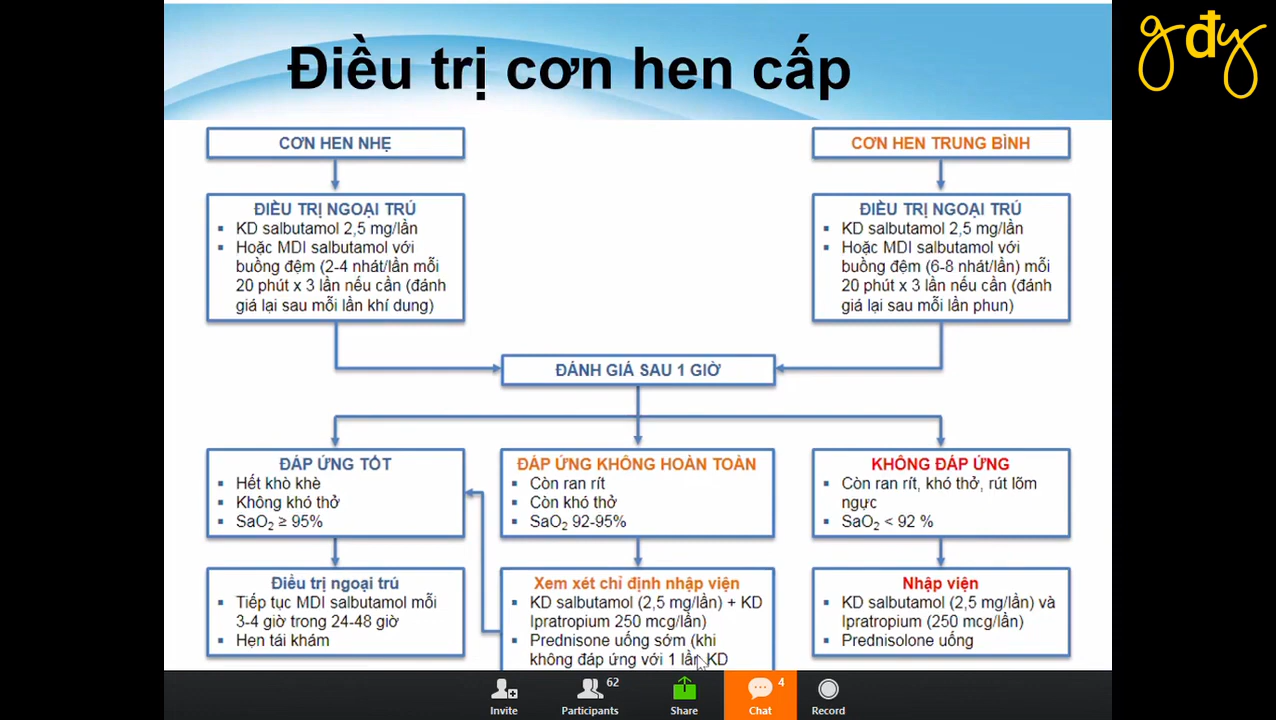 gđy
Điều trị cơn hen cấp
CƠN HEN NHẸ
CƠN HEN TRUNG BÌNH
ĐIỀU TRỊ NGOẠI TRÚ
▪ KD salbutamol 2,5 mg/lần
▪ Hoặc MDI salbutamol với
buồng đệm (2-4 nhát/lần mỗi
20 phút x 3 lần nếu cần (đánh
giá lại sau mỗi lần khí dung)
ĐIỀU TRỊ NGOẠI TRÚ
▪ KD salbutamol 2,5 mg/lần
▪ Hoặc MDI salbutamol với
buồng đệm (6-8 nhát/lần) mỗi
20 phút x 3 lần nếu cần (đánh
giá lại sau mỗi lần phun)
ĐÁNH GIÁ SAU 1 GIỜ
ĐÁP ỨNG TỐT
▪ Hết khò khè
▪ Không khó thở
▪ SaO₂ ≥ 95%
ĐÁP ỨNG KHÔNG HOÀN TOÀN
▪ Còn ran rít
▪ Còn khó thở
▪ SaO₂ 92-95%
KHÔNG ĐÁP ỨNG
▪ Còn ran rít, khó thở, rút lõm
ngực
▪ SaO₂ < 92 %
Điều trị ngoại trú
▪ Tiếp tục MDI salbutamol mỗi
3-4 giờ trong 24-48 giờ
▪ Hẹn tái khám
Xem xét chỉ định nhập viện
▪ KD salbutamol (2,5 mg/lần) + KD
Ipratropium 250 mcg/lần)
▪ Prednisone uống sớm (khi
không đáp ứng với 1 lần KD
Nhập viện
▪ KD salbutamol (2,5 mg/lần) và
Ipratropium (250 mcg/lần)
▪ Prednisolone uống
Invite
62
Participants
Share
4
Chat
Record